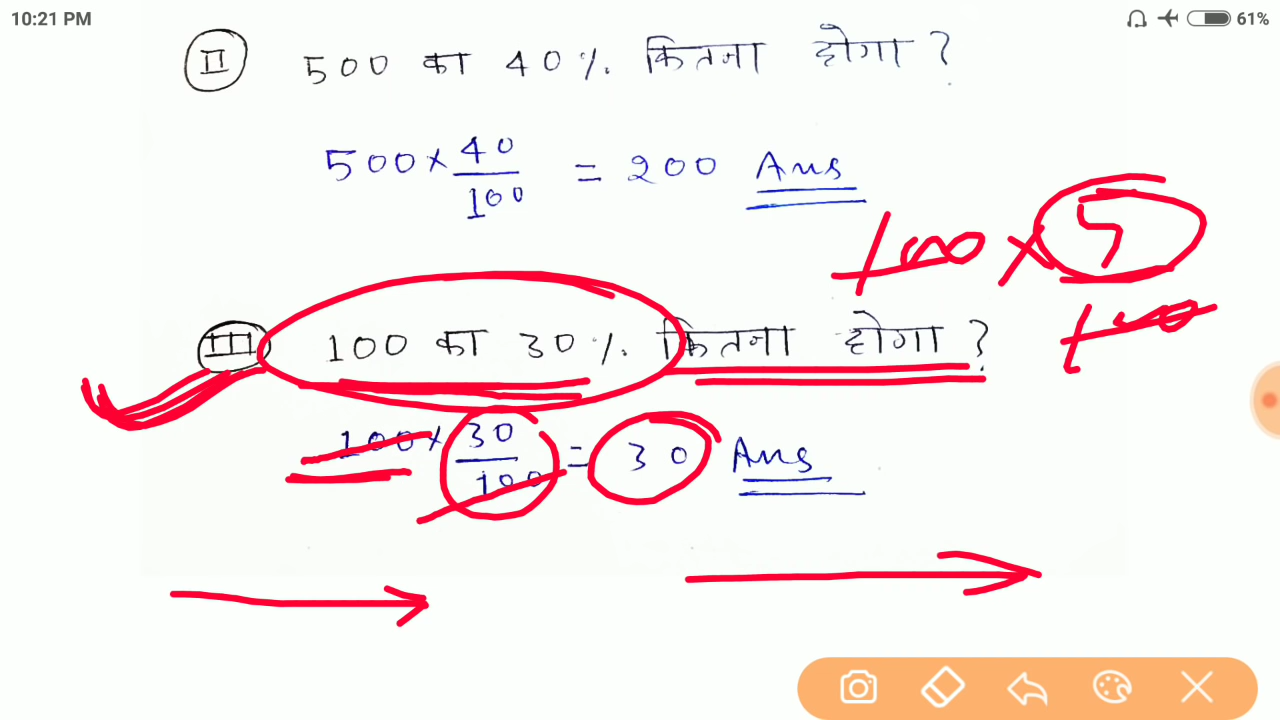 10:21 PM 61%
II 500 का 40%. कितना होगा ?
500 × 40/100 = 200 Ans
100 × 5
100
III 100 का 30%. कितना होगा ?
100 × 30/100 = 30 Ans